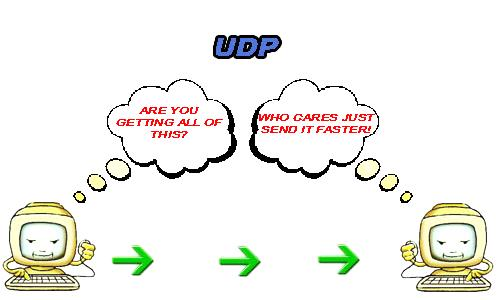 UDP
ARE YOU
GETTING ALL OF
THIS?
WHO CARES JUST
SEND IT FASTER!